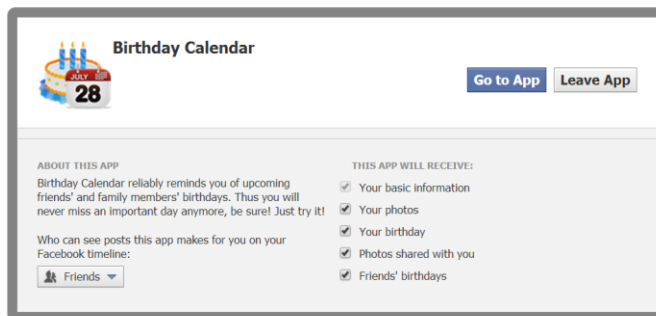 Birthday Calendar
JULY
28
Go to App
Leave App
ABOUT THIS APP
Birthday Calendar reliably reminds you of upcoming
friends' and family members' birthdays. Thus you will
never miss an important day anymore, be sure! Just try it!
Who can see posts this app makes for you on your
Facebook timeline:
Friends
THIS APP WILL RECEIVE:
Your basic information
Your photos
Your birthday
Photos shared with you
Friends' birthdays